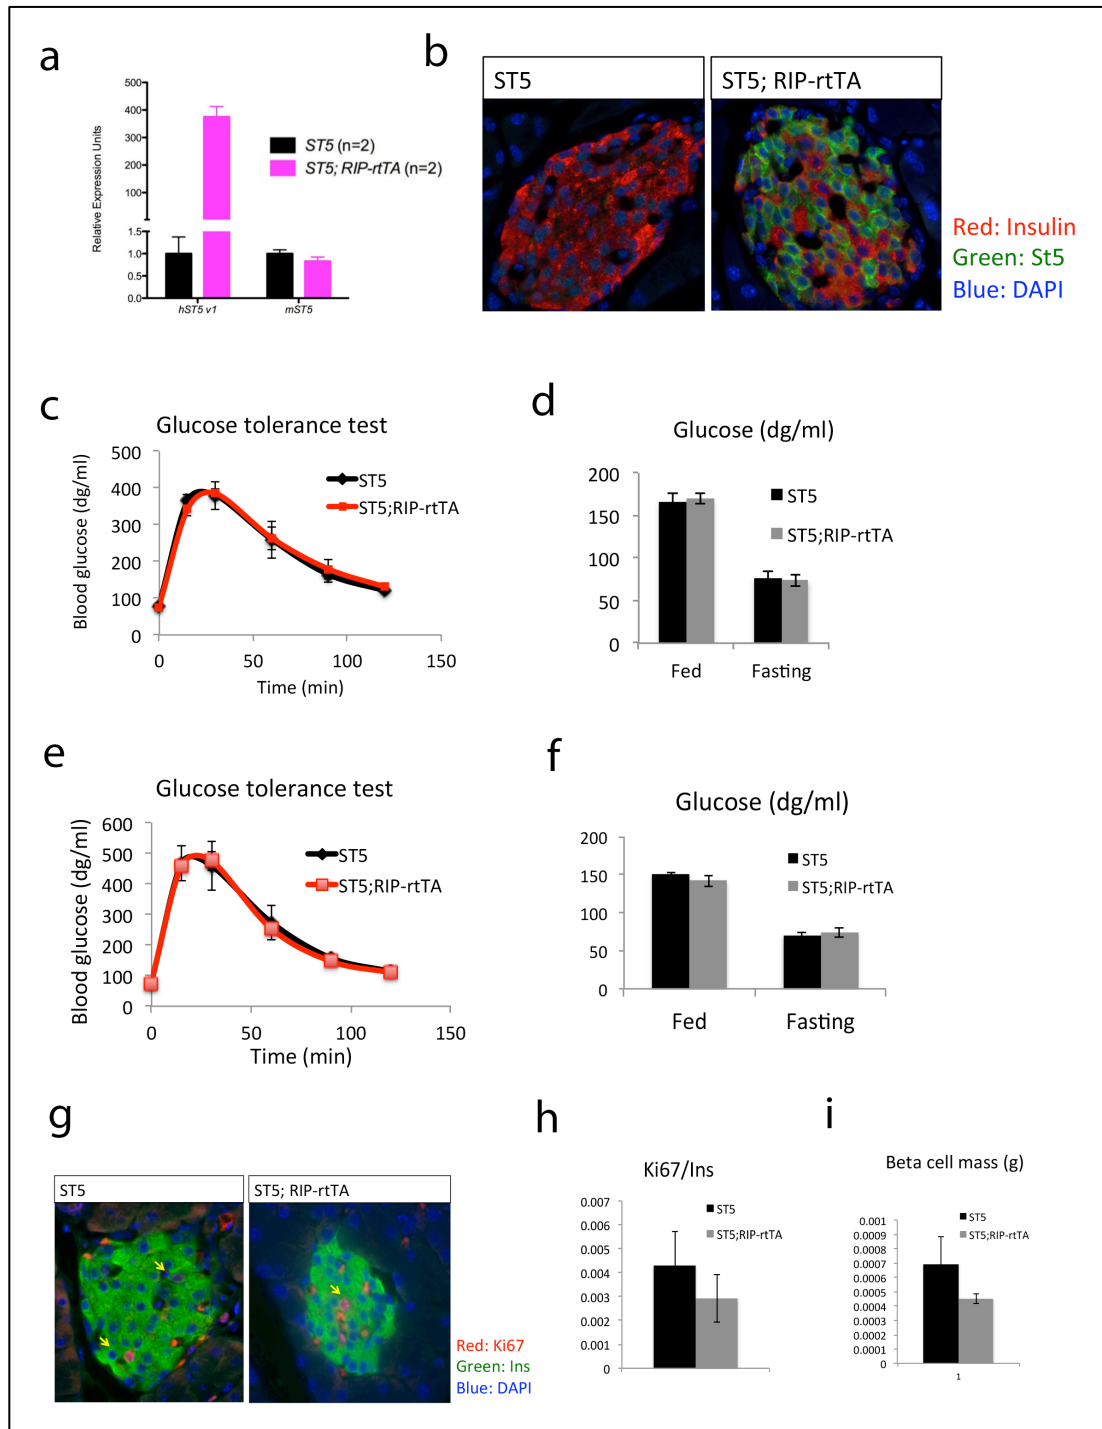 a
500
400
300
200
100
1.5
1.0
0.5
0.0
Relative Expression Units
ST5 (n=2)
ST5; RIP-rtTA (n=2)
hST5 v1
mST5
b
ST5
ST5; RIP-rtTA
Red: Insulin
Green: St5
Blue: DAPI
c
Glucose tolerance test
Blood glucose (dg/ml)
500
400
300
200
100
0
ST5
ST5;RIP-rtTA
0 50 100 150
Time (min)
d
Glucose (dg/ml)
200
150
100
50
0
ST5
ST5;RIP-rtTA
Fed Fasting
e
Glucose tolerance test
Blood glucose (dg/ml)
600
500
400
300
200
100
0
ST5
ST5;RIP-rtTA
0 50 100 150
Time (min)
f
Glucose (dg/ml)
200
150
100
50
0
ST5
ST5;RIP-rtTA
Fed Fasting
g
ST5
ST5; RIP-rtTA
Red: Ki67
Green: Ins
Blue: DAPI
h
Ki67/Ins
0.007
0.006
0.005
0.004
0.003
0.002
0.001
0
ST5
ST5;RIP-rtTA
i
Beta cell mass (g)
0.001
0.0009
0.0008
0.0007
0.0006
0.0005
0.0004
0.0003
0.0002
0.0001
0
ST5
ST5;RIP-rtTA
1